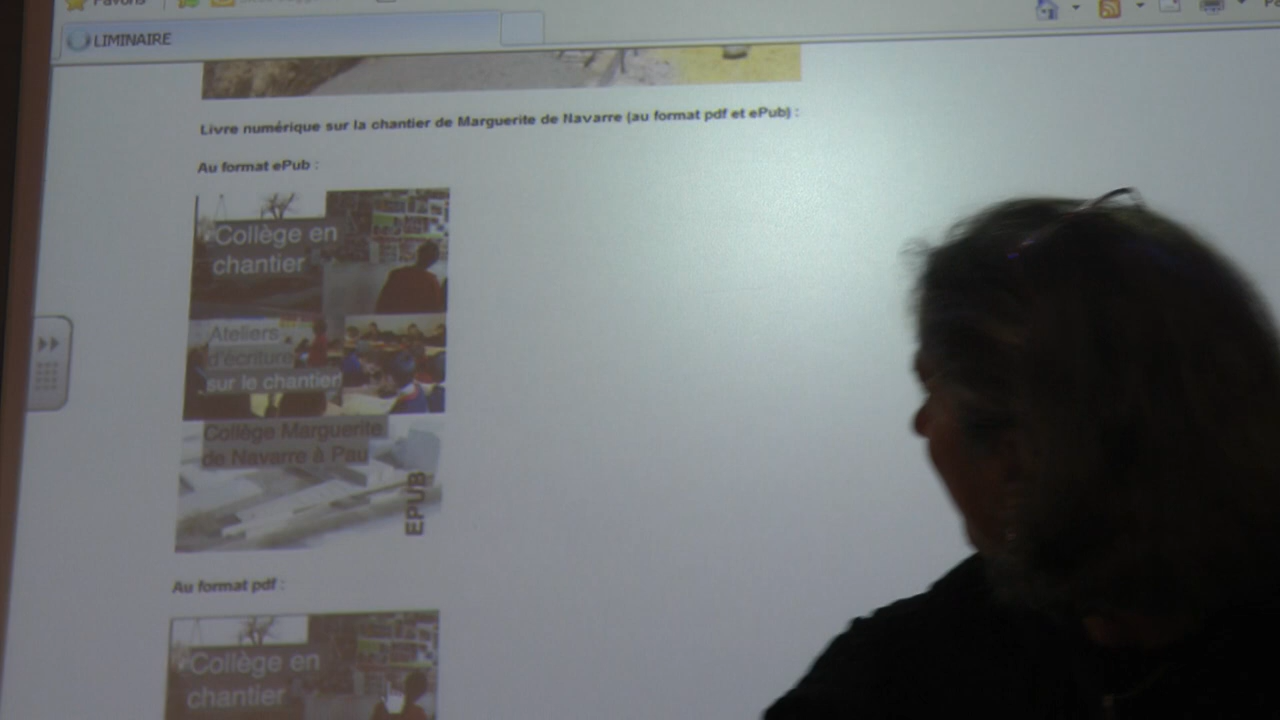 Favoris
LIMINAIRE
Livre numérique sur la chantier de Marguerite de Navarre (au format pdf et ePub) :
Au format ePub :
Collège en
chantier
Ateliers
d'écriture
sur le chantier
Collège Marguerite
de Navarre à Pau
EPUB
Au format pdf :
Collège en
chantier